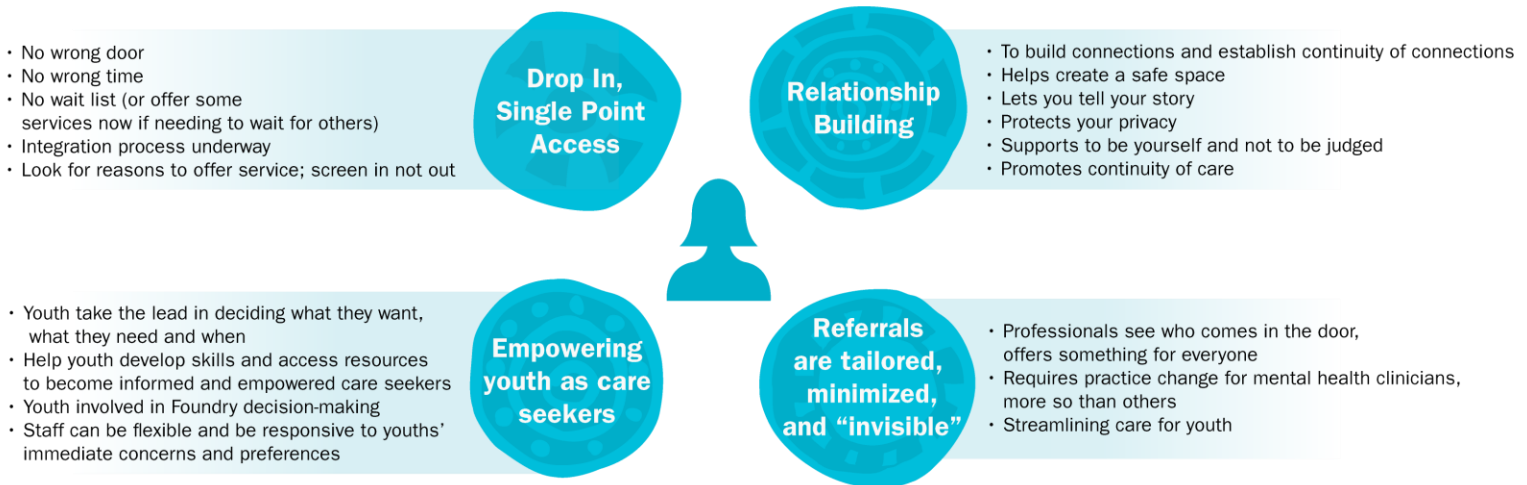 · No wrong door
· No wrong time
· No wait list (or offer some
services now if needing to wait for others)
· Integration process underway
· Look for reasons to offer service; screen in not out
Drop In,
Single Point
Access
Relationship
Building
· To build connections and establish continuity of connections
· Helps create a safe space
· Lets you tell your story
· Protects your privacy
· Supports to be yourself and not to be judged
· Promotes continuity of care
· Youth take the lead in deciding what they want,
what they need and when
· Help youth develop skills and access resources
to become informed and empowered care seekers
· Youth involved in Foundry decision-making
· Staff can be flexible and be responsive to youths'
immediate concerns and preferences
Empowering
youth as care
seekers
Referrals
are tailored,
minimized,
and “invisible”
· Professionals see who comes in the door,
offers something for everyone
· Requires practice change for mental health clinicians,
more so than others
· Streamlining care for youth